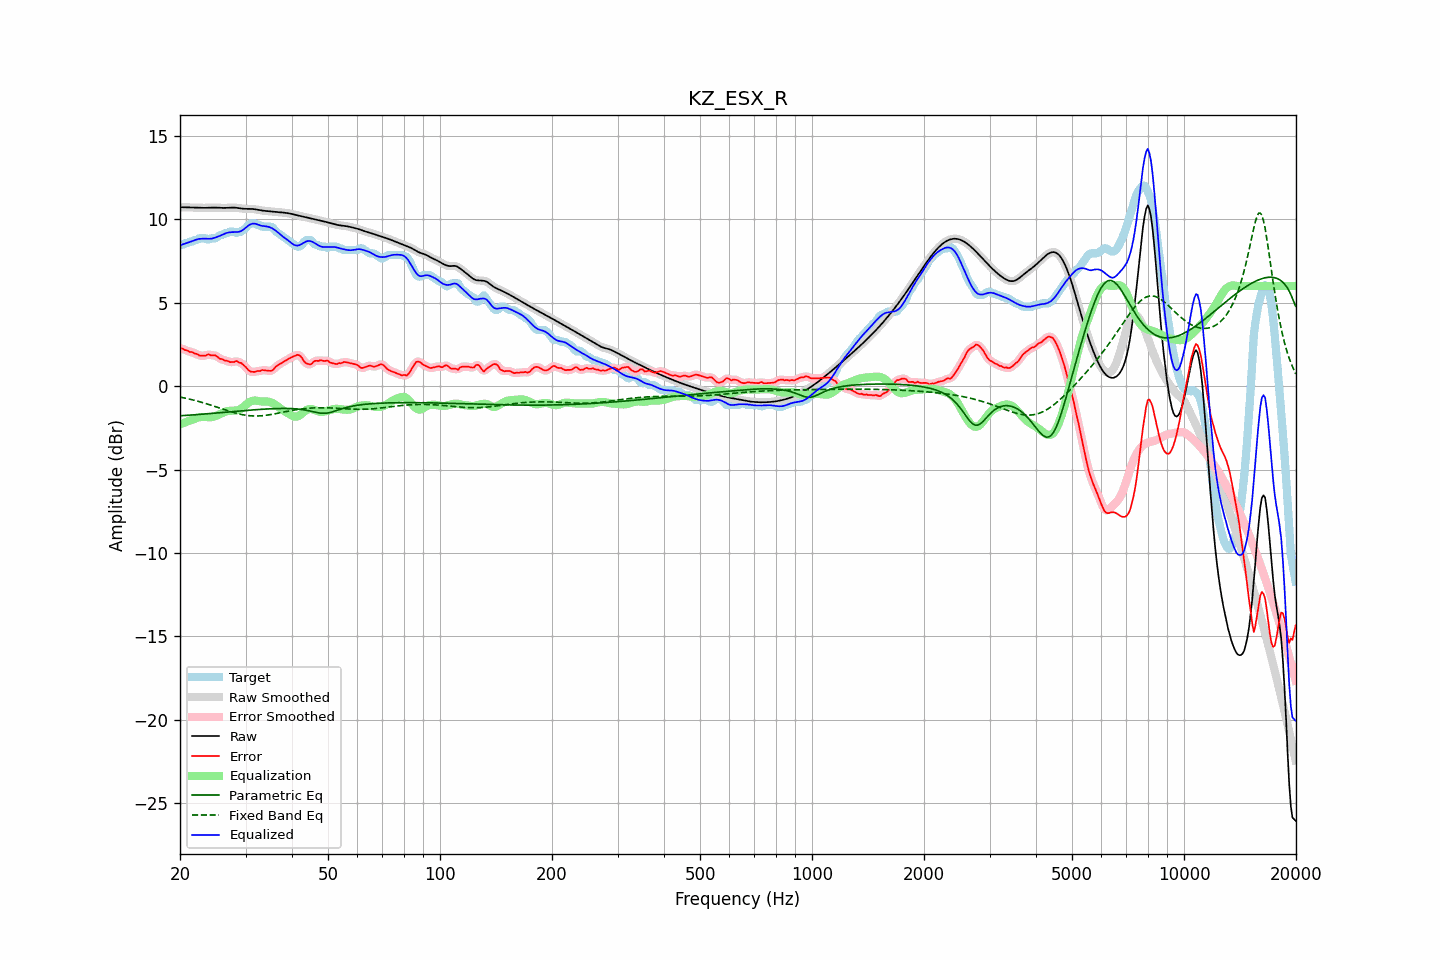 KZ_ESX_R
Amplitude (dBr)
15
10
5
0
−5
−10
−15
−20
−25
Target
Raw Smoothed
Error Smoothed
Raw
Error
Equalization
Parametric Eq
Fixed Band Eq
Equalized
20
50
100
200
500
1000
2000
5000
10000
20000
Frequency (Hz)